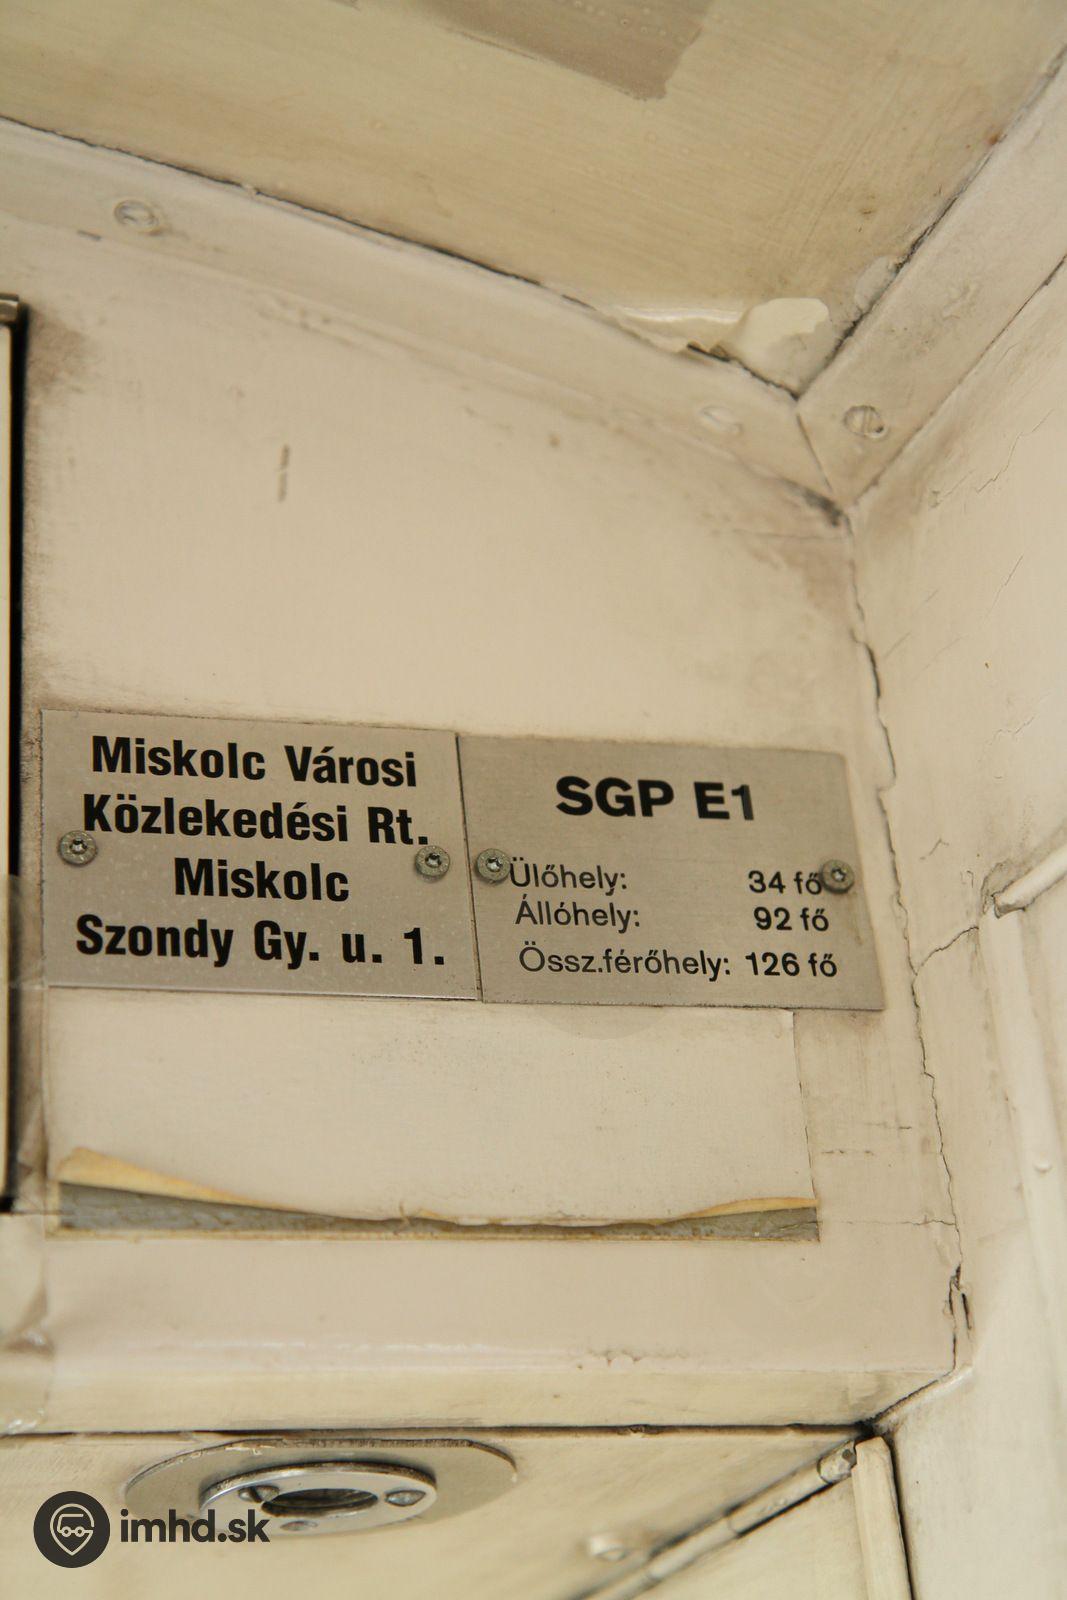 Miskolc Városi
Közlekedési Rt.
Miskolc
Szondy Gy. u. 1.
SGP E1
Ülőhely: 34 fő
Állóhely: 92 fő
Össz.férőhely: 126 fő
imhd.sk